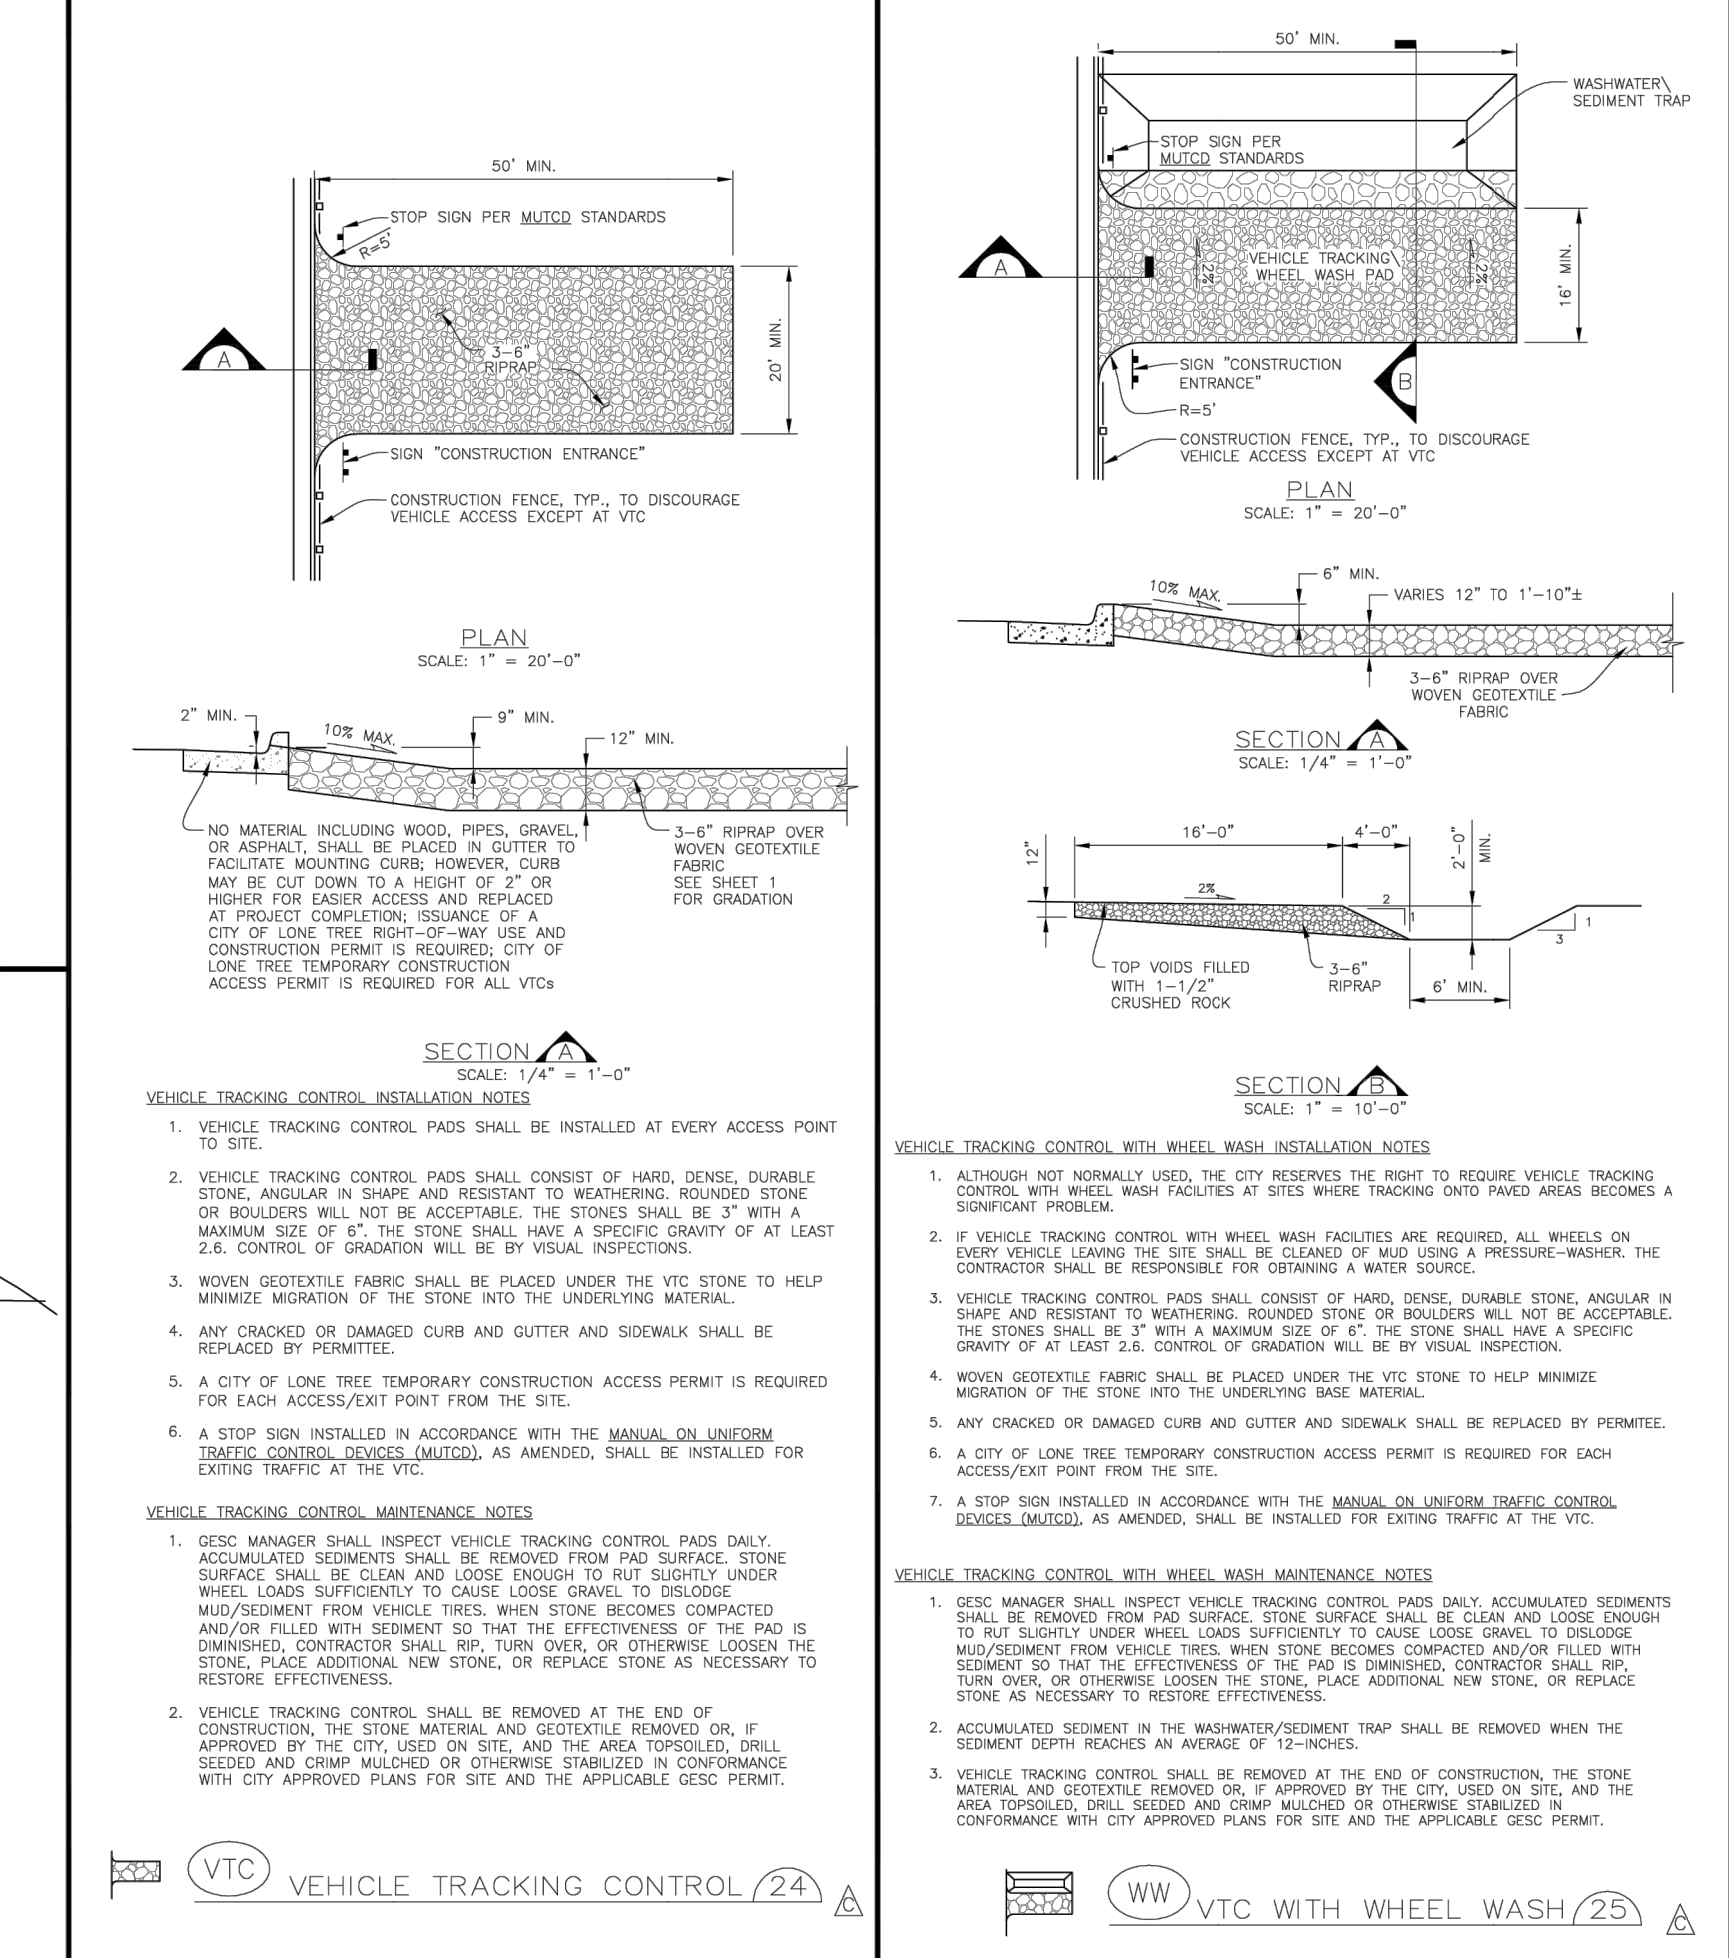 50' MIN.
STOP SIGN PER MUTCD STANDARDS
R=5'
A
3-6"
RIPRAP
20' MIN.
SIGN "CONSTRUCTION ENTRANCE"
CONSTRUCTION FENCE, TYP., TO DISCOURAGE
VEHICLE ACCESS EXCEPT AT VTC
PLAN
SCALE: 1" = 20'-0"
2" MIN.
10% MAX.
9" MIN.
12" MIN.
NO MATERIAL INCLUDING WOOD, PIPES, GRAVEL,
OR ASPHALT, SHALL BE PLACED IN GUTTER TO
FACILITATE MOUNTING CURB; HOWEVER, CURB
MAY BE CUT DOWN TO A HEIGHT OF 2" OR
HIGHER FOR EASIER ACCESS AND REPLACED
AT PROJECT COMPLETION; ISSUANCE OF A
CITY OF LONE TREE RIGHT-OF-WAY USE AND
CONSTRUCTION PERMIT IS REQUIRED; CITY OF
LONE TREE TEMPORARY CONSTRUCTION
ACCESS PERMIT IS REQUIRED FOR ALL VTCs
3-6" RIPRAP OVER
WOVEN GEOTEXTILE
FABRIC
SEE SHEET 1
FOR GRADATION
SECTION A
SCALE: 1/4" = 1'-0"
VEHICLE TRACKING CONTROL INSTALLATION NOTES
1. VEHICLE TRACKING CONTROL PADS SHALL BE INSTALLED AT EVERY ACCESS POINT
TO SITE.
2. VEHICLE TRACKING CONTROL PADS SHALL CONSIST OF HARD, DENSE, DURABLE
STONE, ANGULAR IN SHAPE AND RESISTANT TO WEATHERING. ROUNDED STONE
OR BOULDERS WILL NOT BE ACCEPTABLE. THE STONES SHALL BE 3" WITH A
MAXIMUM SIZE OF 6". THE STONE SHALL HAVE A SPECIFIC GRAVITY OF AT LEAST
2.6. CONTROL OF GRADATION WILL BE BY VISUAL INSPECTIONS.
3. WOVEN GEOTEXTILE FABRIC SHALL BE PLACED UNDER THE VTC STONE TO HELP
MINIMIZE MIGRATION OF THE STONE INTO THE UNDERLYING MATERIAL.
4. ANY CRACKED OR DAMAGED CURB AND GUTTER AND SIDEWALK SHALL BE
REPLACED BY PERMITTEE.
5. A CITY OF LONE TREE TEMPORARY CONSTRUCTION ACCESS PERMIT IS REQUIRED
FOR EACH ACCESS/EXIT POINT FROM THE SITE.
6. A STOP SIGN INSTALLED IN ACCORDANCE WITH THE MANUAL ON UNIFORM
TRAFFIC CONTROL DEVICES (MUTCD), AS AMENDED, SHALL BE INSTALLED FOR
EXITING TRAFFIC AT THE VTC.
VEHICLE TRACKING CONTROL MAINTENANCE NOTES
1. GESC MANAGER SHALL INSPECT VEHICLE TRACKING CONTROL PADS DAILY.
ACCUMULATED SEDIMENTS SHALL BE REMOVED FROM PAD SURFACE. STONE
SURFACE SHALL BE CLEAN AND LOOSE ENOUGH TO RUT SLIGHTLY UNDER
WHEEL LOADS SUFFICIENTLY TO CAUSE LOOSE GRAVEL TO DISLODGE
MUD/SEDIMENT FROM VEHICLE TIRES. WHEN STONE BECOMES COMPACTED
AND/OR FILLED WITH SEDIMENT SO THAT THE EFFECTIVENESS OF THE PAD IS
DIMINISHED, CONTRACTOR SHALL RIP, TURN OVER, OR OTHERWISE LOOSEN THE
STONE, PLACE ADDITIONAL NEW STONE, OR REPLACE STONE AS NECESSARY TO
RESTORE EFFECTIVENESS.
2. VEHICLE TRACKING CONTROL SHALL BE REMOVED AT THE END OF
CONSTRUCTION, THE STONE MATERIAL AND GEOTEXTILE REMOVED OR, IF
APPROVED BY THE CITY, USED ON SITE, AND THE AREA TOPSOILED, DRILL
SEEDED AND CRIMP MULCHED OR OTHERWISE STABILIZED IN CONFORMANCE
WITH CITY APPROVED PLANS FOR SITE AND THE APPLICABLE GESC PERMIT.
VTC VEHICLE TRACKING CONTROL 24 C
50' MIN.
WASHWATER\
SEDIMENT TRAP
STOP SIGN PER
MUTCD STANDARDS
A
2%
VEHICLE TRACKING\
WHEEL WASH PAD
2%
16' MIN.
SIGN "CONSTRUCTION
ENTRANCE"
B
R=5'
CONSTRUCTION FENCE, TYP., TO DISCOURAGE
VEHICLE ACCESS EXCEPT AT VTC
PLAN
SCALE: 1" = 20'-0"
10% MAX.
6" MIN.
VARIES 12" TO 1'-10"±
3-6" RIPRAP OVER
WOVEN GEOTEXTILE
FABRIC
SECTION A
SCALE: 1/4" = 1'-0"
12"
16'-0"
4'-0"
2'-0"
MIN.
2%
2
1
1
3
TOP VOIDS FILLED
WITH 1-1/2"
CRUSHED ROCK
3-6"
RIPRAP
6' MIN.
SECTION B
SCALE: 1" = 10'-0"
VEHICLE TRACKING CONTROL WITH WHEEL WASH INSTALLATION NOTES
1. ALTHOUGH NOT NORMALLY USED, THE CITY RESERVES THE RIGHT TO REQUIRE VEHICLE TRACKING
CONTROL WITH WHEEL WASH FACILITIES AT SITES WHERE TRACKING ONTO PAVED AREAS BECOMES A
SIGNIFICANT PROBLEM.
2. IF VEHICLE TRACKING CONTROL WITH WHEEL WASH FACILITIES ARE REQUIRED, ALL WHEELS ON
EVERY VEHICLE LEAVING THE SITE SHALL BE CLEANED OF MUD USING A PRESSURE-WASHER. THE
CONTRACTOR SHALL BE RESPONSIBLE FOR OBTAINING A WATER SOURCE.
3. VEHICLE TRACKING CONTROL PADS SHALL CONSIST OF HARD, DENSE, DURABLE STONE, ANGULAR IN
SHAPE AND RESISTANT TO WEATHERING. ROUNDED STONE OR BOULDERS WILL NOT BE ACCEPTABLE.
THE STONES SHALL BE 3" WITH A MAXIMUM SIZE OF 6". THE STONE SHALL HAVE A SPECIFIC
GRAVITY OF AT LEAST 2.6. CONTROL OF GRADATION WILL BE BY VISUAL INSPECTION.
4. WOVEN GEOTEXTILE FABRIC SHALL BE PLACED UNDER THE VTC STONE TO HELP MINIMIZE
MIGRATION OF THE STONE INTO THE UNDERLYING BASE MATERIAL.
5. ANY CRACKED OR DAMAGED CURB AND GUTTER AND SIDEWALK SHALL BE REPLACED BY PERMITEE.
6. A CITY OF LONE TREE TEMPORARY CONSTRUCTION ACCESS PERMIT IS REQUIRED FOR EACH
ACCESS/EXIT POINT FROM THE SITE.
7. A STOP SIGN INSTALLED IN ACCORDANCE WITH THE MANUAL ON UNIFORM TRAFFIC CONTROL
DEVICES (MUTCD), AS AMENDED, SHALL BE INSTALLED FOR EXITING TRAFFIC AT THE VTC.
VEHICLE TRACKING CONTROL WITH WHEEL WASH MAINTENANCE NOTES
1. GESC MANAGER SHALL INSPECT VEHICLE TRACKING CONTROL PADS DAILY. ACCUMULATED SEDIMENTS
SHALL BE REMOVED FROM PAD SURFACE. STONE SURFACE SHALL BE CLEAN AND LOOSE ENOUGH
TO RUT SLIGHTLY UNDER WHEEL LOADS SUFFICIENTLY TO CAUSE LOOSE GRAVEL TO DISLODGE
MUD/SEDIMENT FROM VEHICLE TIRES. WHEN STONE BECOMES COMPACTED AND/OR FILLED WITH
SEDIMENT SO THAT THE EFFECTIVENESS OF THE PAD IS DIMINISHED, CONTRACTOR SHALL RIP,
TURN OVER, OR OTHERWISE LOOSEN THE STONE, PLACE ADDITIONAL NEW STONE, OR REPLACE
STONE AS NECESSARY TO RESTORE EFFECTIVENESS.
2. ACCUMULATED SEDIMENT IN THE WASHWATER/SEDIMENT TRAP SHALL BE REMOVED WHEN THE
SEDIMENT DEPTH REACHES AN AVERAGE OF 12-INCHES.
3. VEHICLE TRACKING CONTROL SHALL BE REMOVED AT THE END OF CONSTRUCTION, THE STONE
MATERIAL AND GEOTEXTILE REMOVED OR, IF APPROVED BY THE CITY, USED ON SITE, AND THE
AREA TOPSOILED, DRILL SEEDED AND CRIMP MULCHED OR OTHERWISE STABILIZED IN
CONFORMANCE WITH CITY APPROVED PLANS FOR SITE AND THE APPLICABLE GESC PERMIT.
WW VTC WITH WHEEL WASH 25 C